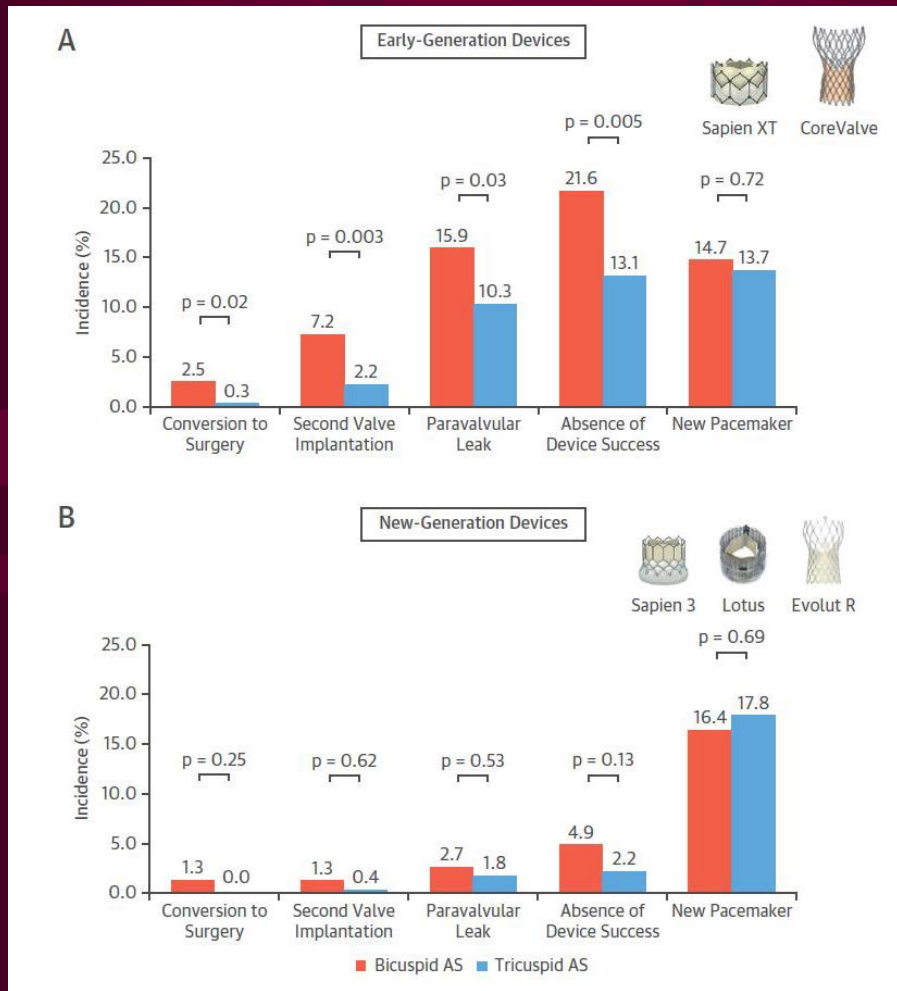 A
Early-Generation Devices
Sapien XT
CoreValve
Incidence (%)
25.0
20.0
15.0
10.0
5.0
0.0
p = 0.02
2.5
0.3
p = 0.003
7.2
2.2
p = 0.03
15.9
10.3
p = 0.005
21.6
13.1
p = 0.72
14.7
13.7
Conversion to
Surgery
Second Valve
Implantation
Paravalvular
Leak
Absence of
Device Success
New Pacemaker
B
New-Generation Devices
Sapien 3
Lotus
Evolut R
Incidence (%)
25.0
20.0
15.0
10.0
5.0
0.0
p = 0.25
1.3
0.0
p = 0.62
1.3
0.4
p = 0.53
2.7
1.8
p = 0.13
4.9
2.2
p = 0.69
16.4
17.8
Conversion to
Surgery
Second Valve
Implantation
Paravalvular
Leak
Absence of
Device Success
New Pacemaker
Bicuspid AS
Tricuspid AS